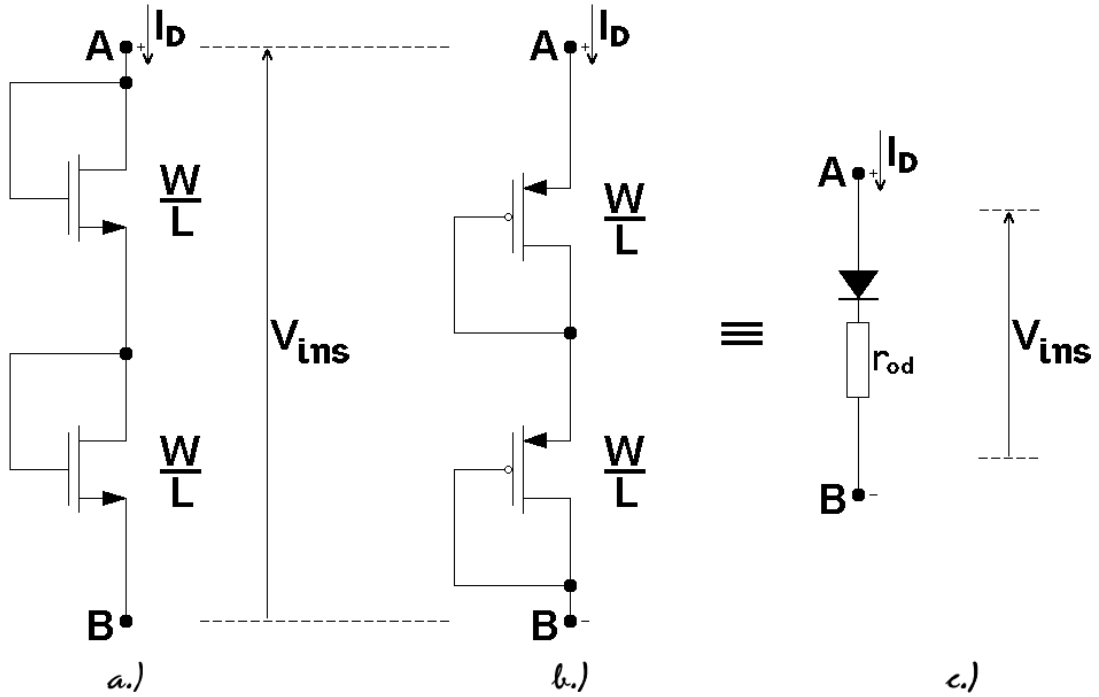 A + I_D
W
L
W
L
B
V_ins
a.)
A + I_D
W
L
W
L
B -
b.)
≡
A + I_D
r_od
V_ins
B -
c.)